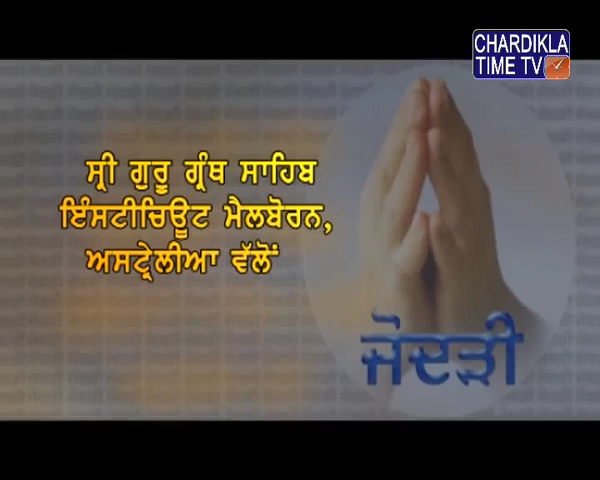 CHARDIKLA
TIME TV
ਸ੍ਰੀ ਗੁਰੂ ਗ੍ਰੰਥ ਸਾਹਿਬ
ਇੰਸਟੀਚਿਊਟ ਮੈਲਬੋਰਨ,
ਅਸਟ੍ਰੇਲੀਆ ਵੱਲੋਂ
ਜੋਦੜੀ